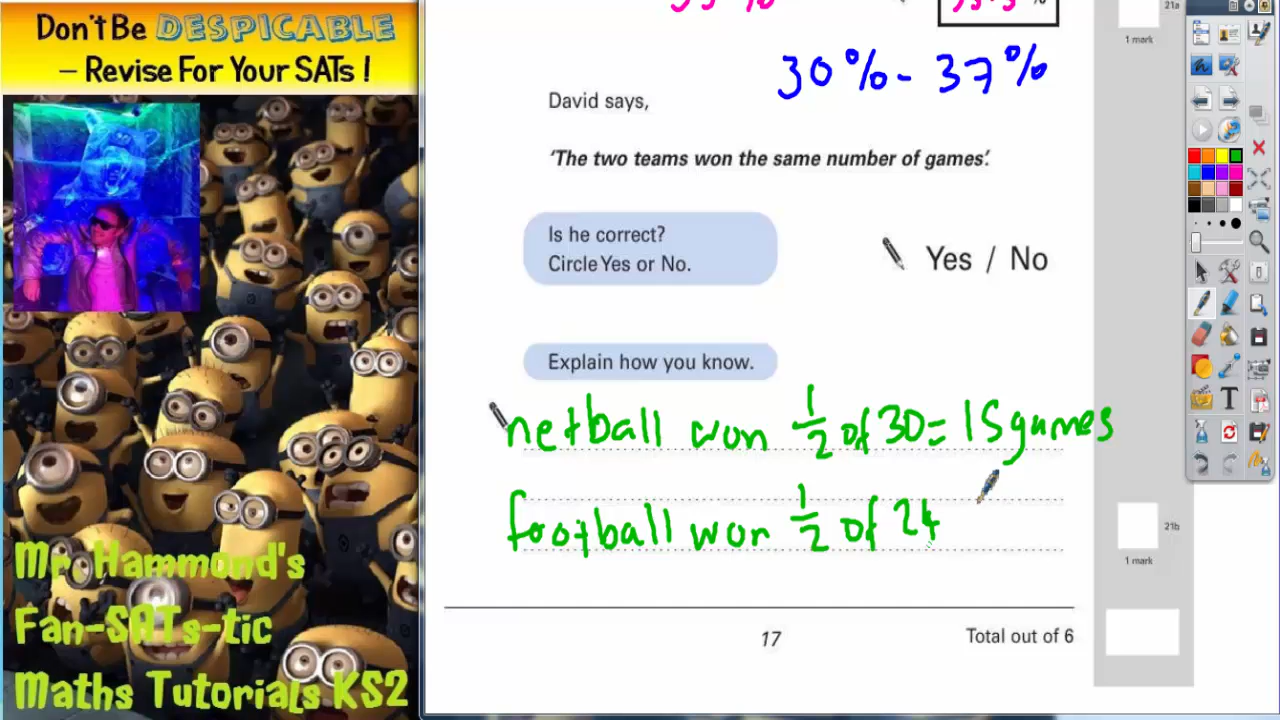 Don't Be DESPICABLE
– Revise For Your SATs !
21a
1 mark
30% - 37%
David says,
'The two teams won the same number of games'.
Is he correct?
Circle Yes or No.
Yes / No
Explain how you know.
netball won 1/2 of 30 = 15 games
football won 1/2 of 24
21b
1 mark
17
Total out of 6
Mr. Hammond's
Fan-SATs-tic
Maths Tutorials KS2